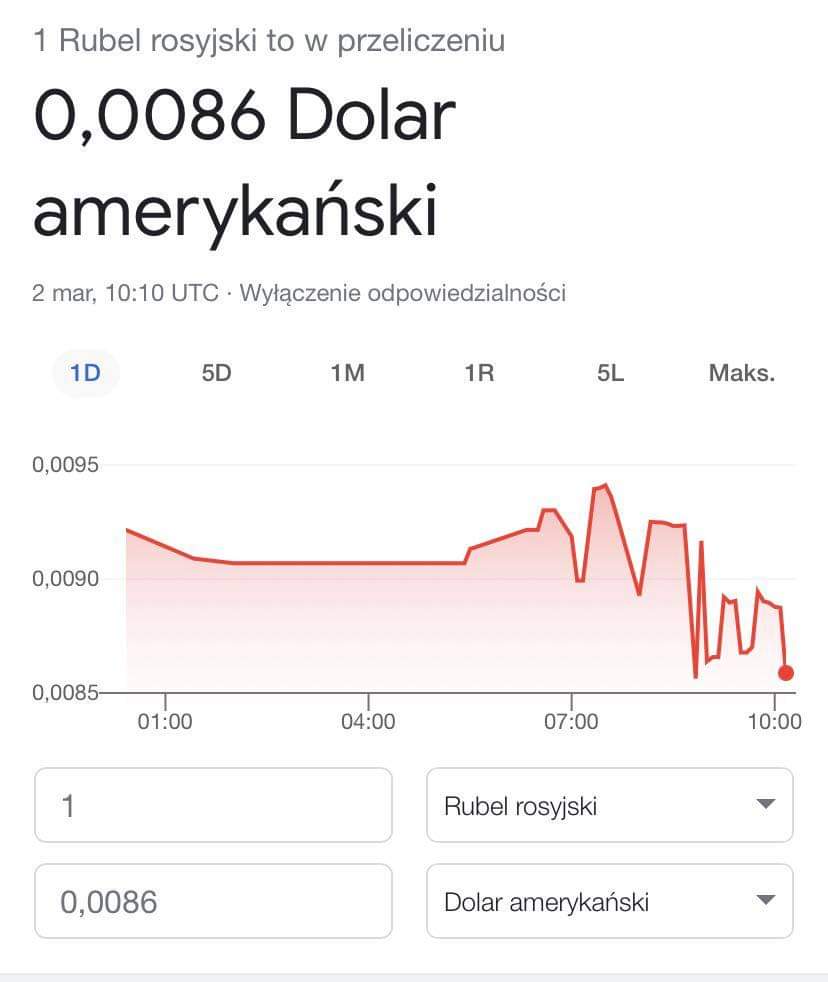 1 Rubel rosyjski to w przeliczeniu
0,0086 Dolar
amerykański
2 mar, 10:10 UTC · Wyłączenie odpowiedzialności
1D 5D 1M 1R 5L Maks.
0,0095
0,0090
0,0085
01:00 04:00 07:00 10:00
1 Rubel rosyjski
0,0086 Dolar amerykański